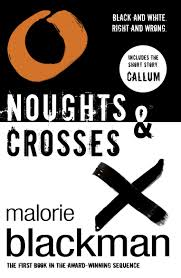 BLACK AND WHITE.
RIGHT AND WRONG.
INCLUDES THE
SHORT STORY
CALLUM
NOUGHTS
& CROSSES
malorie
blackman
THE FIRST BOOK IN THE AWARD-WINNING SEQUENCE